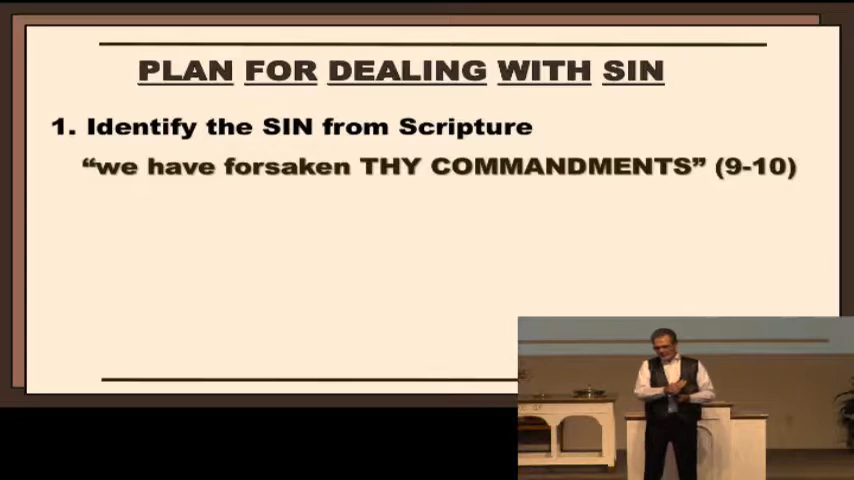 PLAN FOR DEALING WITH SIN
1. Identify the SIN from Scripture
“we have forsaken THY COMMANDMENTS” (9-10)